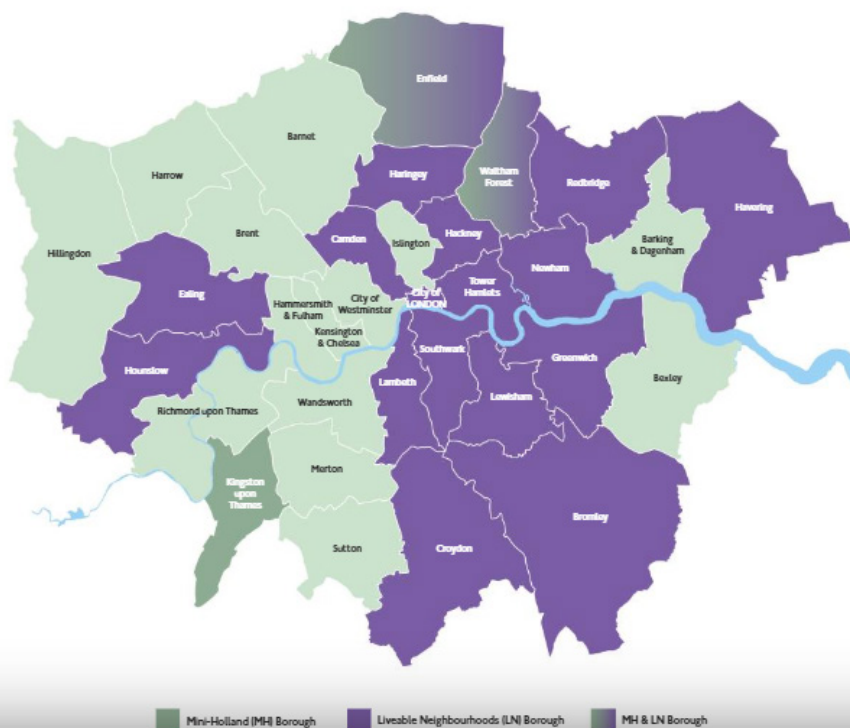 Enfield
Barnet
Haringey
Waltham
Forest
Redbridge
Havering
Harrow
Brent
Camden
Islington
Hackney
Barking
& Dagenham
Hillingdon
Newham
Ealing
Hammersmith
& Fulham
City of
Westminster
City of
LONDON
Tower
Hamlets
Kensington
& Chelsea
Hounslow
Southwark
Greenwich
Bexley
Lambeth
Lewisham
Richmond upon Thames
Wandsworth
Kingston
upon
Thames
Merton
Bromley
Sutton
Croydon
Mini-Holland (MH) Borough
Liveable Neighbourhoods (LN) Borough
MH & LN Borough